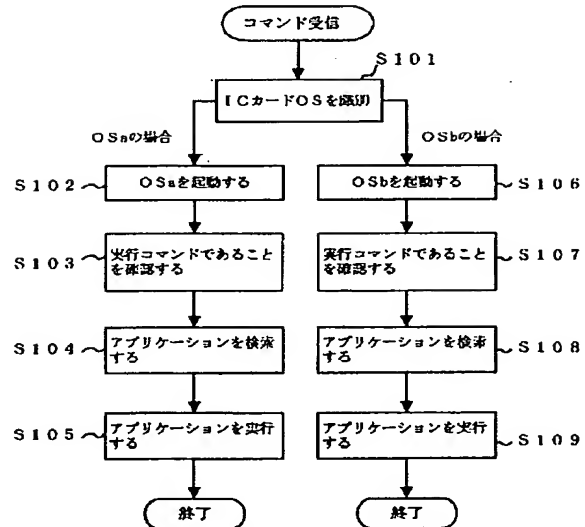 コマンド受信
S101
ICカードOSを識別
OSaの場合
OSbの場合
S102
OSaを起動する
OSbを起動する
S106
S103
実行コマンドであること
を確認する
実行コマンドであること
を確認する
S107
S104
アプリケーションを検索
する
アプリケーションを検索
する
S108
S105
アプリケーションを実行
する
アプリケーションを実行
する
S109
終了
終了